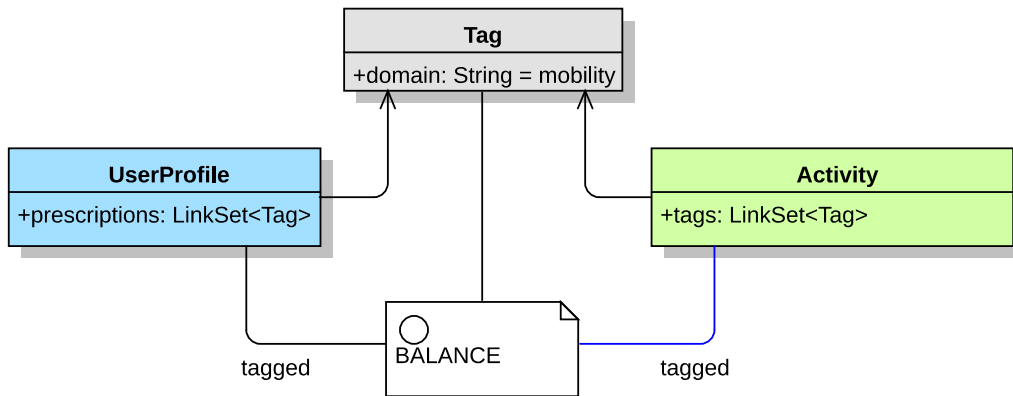 Tag
+domain: String = mobility
UserProfile
+prescriptions: LinkSet<Tag>
Activity
+tags: LinkSet<Tag>
BALANCE
tagged
tagged